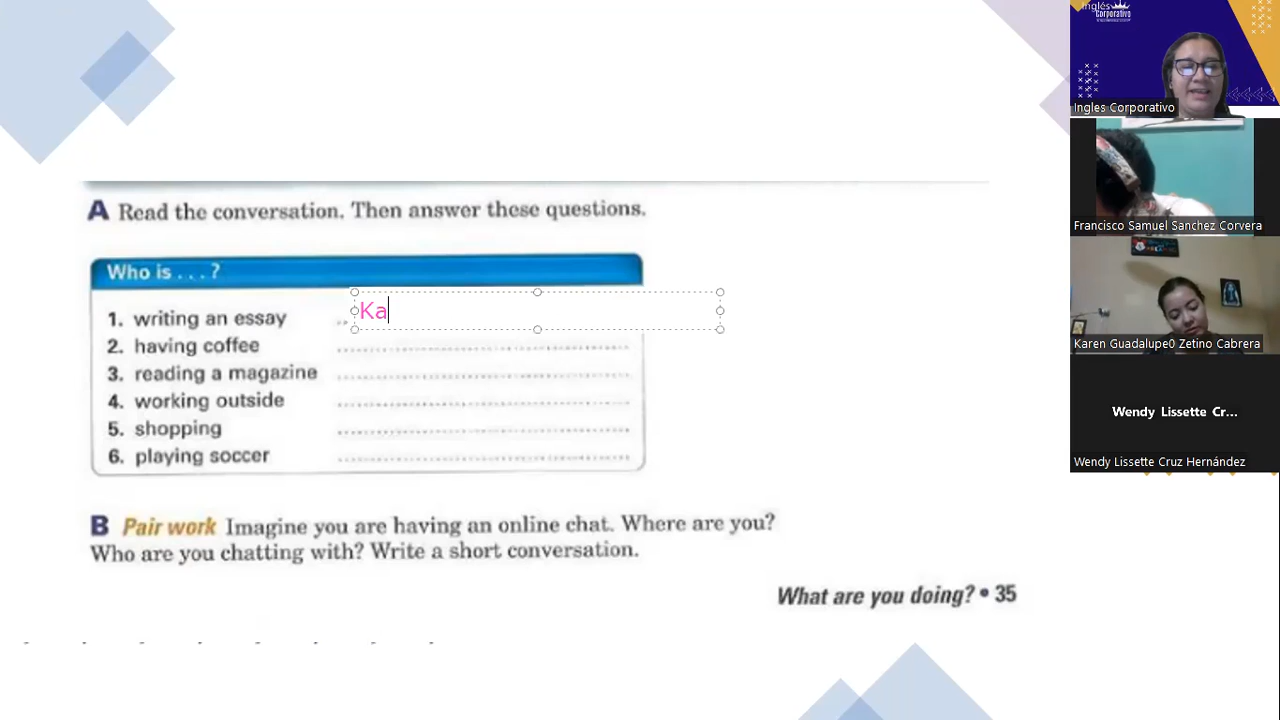 A Read the conversation. Then answer these questions.
Who is . . . ?
1. writing an essay
Ka
2. having coffee
3. reading a magazine
4. working outside
5. shopping
6. playing soccer
B Pair work Imagine you are having an online chat. Where are you?
Who are you chatting with? Write a short conversation.
What are you doing? • 35
Inglés
Corporativo
Ingles Corporativo
Francisco Samuel Sanchez Corvera
Karen Guadalupe0 Zetino Cabrera
Wendy Lissette Cr...
Wendy Lissette Cruz Hernández